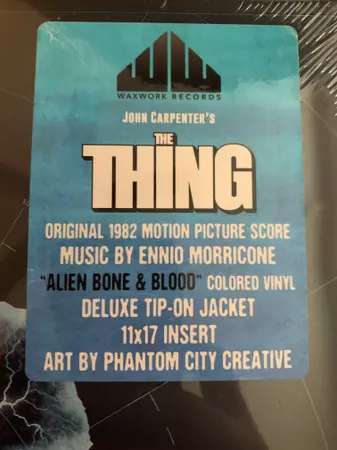 WAXWORK RECORDS
JOHN CARPENTER'S
THE
THING
ORIGINAL 1982 MOTION PICTURE SCORE
MUSIC BY ENNIO MORRICONE
"ALIEN BONE & BLOOD" COLORED VINYL
DELUXE TIP-ON JACKET
11x17 INSERT
ART BY PHANTOM CITY CREATIVE